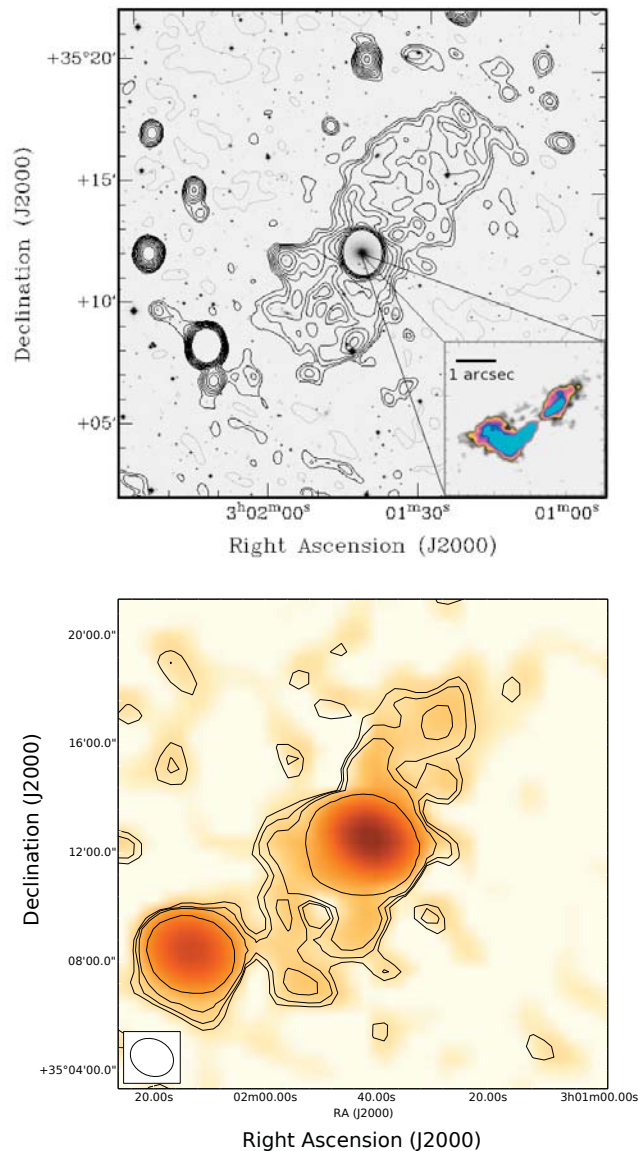 +35°20′
+15′
+10′
+05′
Declination (J2000)
1 arcsec
3ʰ02ᵐ00ˢ 01ᵐ30ˢ 01ᵐ00ˢ
Right Ascension (J2000)
20'00.0"
16'00.0"
12'00.0"
08'00.0"
+35°04'00.0"
Declination (J2000)
20.00s 02m00.00s 40.00s 20.00s 3h01m00.00s
RA (J2000)
Right Ascension (J2000)